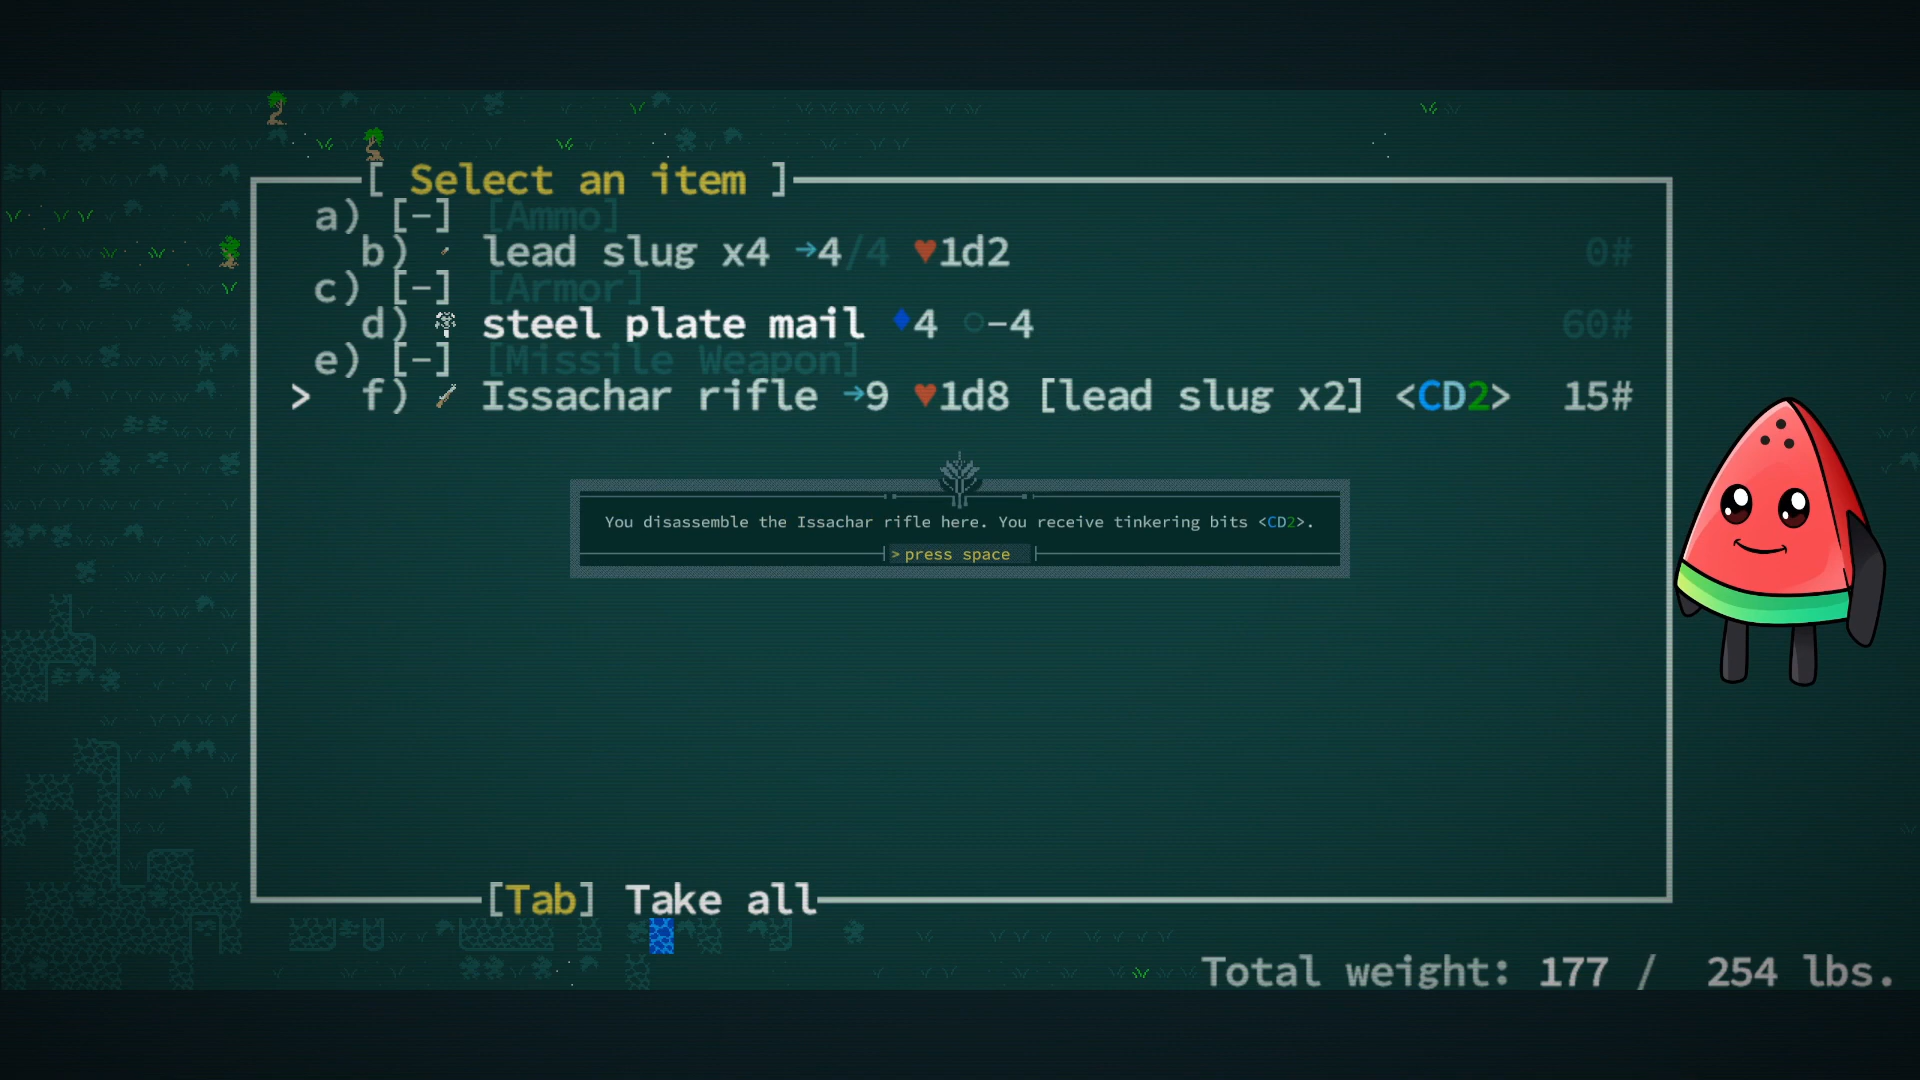 [ Select an item ]
a) [-] [Ammo]
b) lead slug x4 →4/4 ♥1d2 0#
c) [-] [Armor]
d) steel plate mail ♦4 ○-4 60#
e) [-] [Missile Weapon]
> f) Issachar rifle →9 ♥1d8 [lead slug x2] <CD2> 15#
You disassemble the Issachar rifle here. You receive tinkering bits <CD2>.
>press space
[Tab] Take all
Total weight: 177 / 254 lbs.